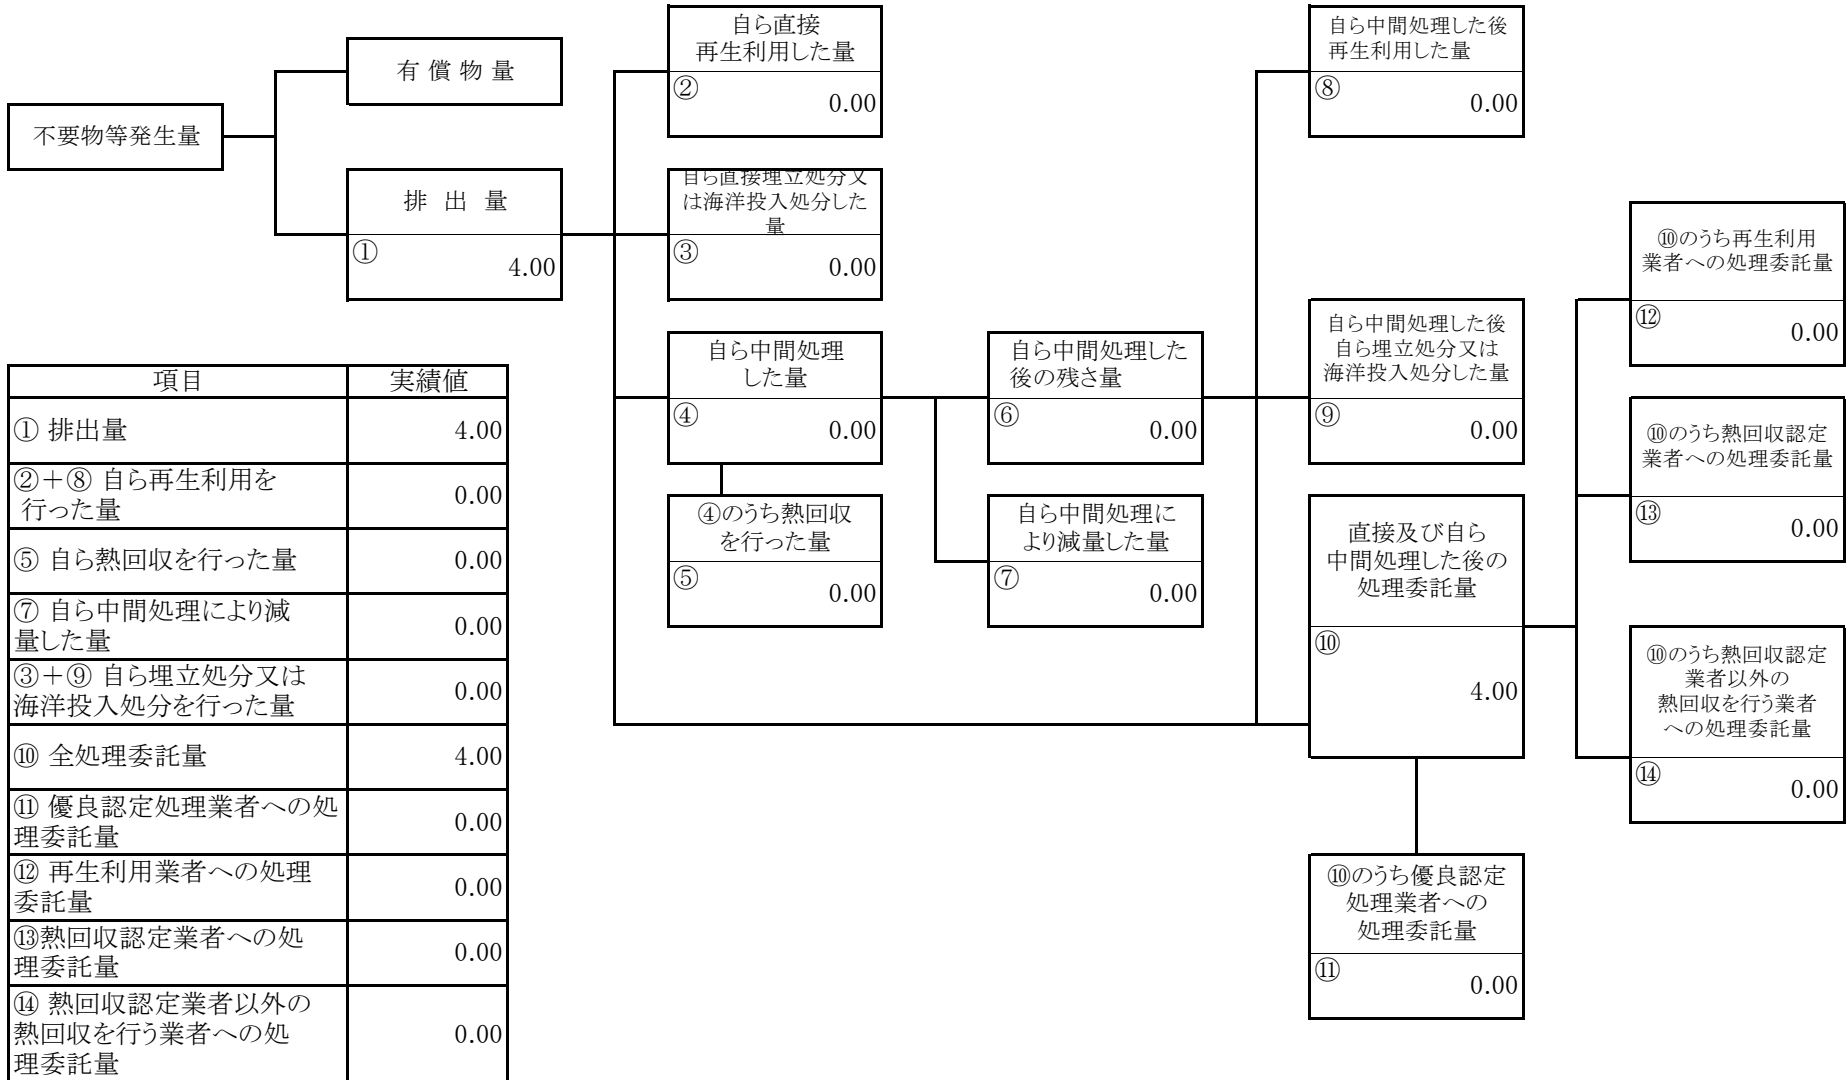 不要物等発生量
有 償 物 量
排 出 量
①
4.00
自ら直接
再生利用した量
②
0.00
自ら直接埋立処分又
は海洋投入処分した
量
③
0.00
自ら中間処理
した量
④
0.00
④のうち熱回収
を行った量
⑤
0.00
自ら中間処理した
後の残さ量
⑥
0.00
自ら中間処理に
より減量した量
⑦
0.00
自ら中間処理した後
再生利用した量
⑧
0.00
自ら中間処理した後
自ら埋立処分又は
海洋投入処分した量
⑨
0.00
直接及び自ら
中間処理した後の
処理委託量
⑩
4.00
⑩のうち優良認定
処理業者への
処理委託量
⑪
0.00
⑩のうち再生利用
業者への処理委託量
⑫
0.00
⑩のうち熱回収認定
業者への処理委託量
⑬
0.00
⑩のうち熱回収認定
業者以外の
熱回収を行う業者
への処理委託量
⑭
0.00
項目 実績値
① 排出量 4.00
②＋⑧ 自ら再生利用を
行った量 0.00
⑤ 自ら熱回収を行った量 0.00
⑦ 自ら中間処理により減
量した量 0.00
③＋⑨ 自ら埋立処分又は
海洋投入処分を行った量 0.00
⑩ 全処理委託量 4.00
⑪ 優良認定処理業者への処
理委託量 0.00
⑫ 再生利用業者への処理
委託量 0.00
⑬熱回収認定業者への処
理委託量 0.00
⑭ 熱回収認定業者以外の
熱回収を行う業者への処
理委託量 0.00